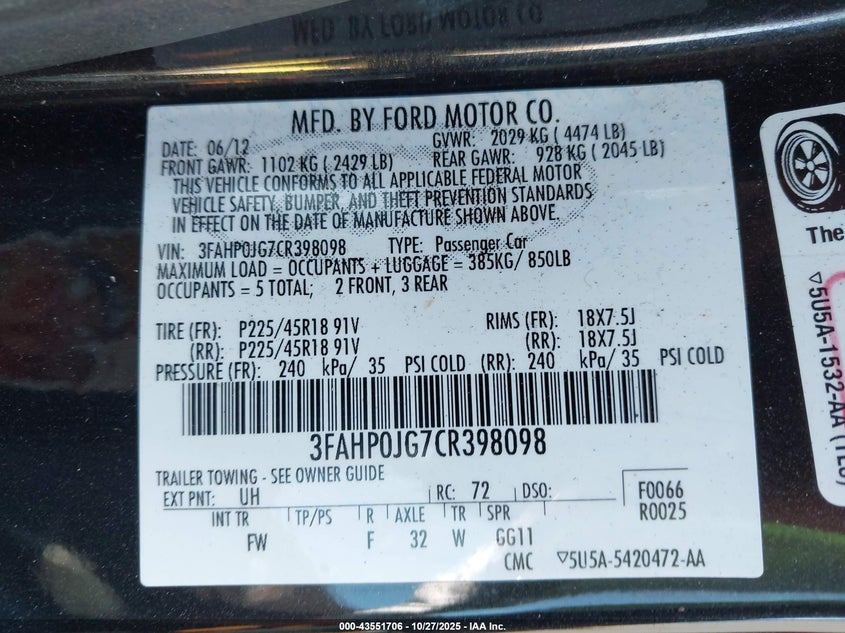 MFD. BY FORD MOTOR CO.
DATE: 06/12 GVWR: 2029 KG ( 4474 LB)
FRONT GAWR: 1102 KG ( 2429 LB) REAR GAWR: 928 KG ( 2045 LB)
THIS VEHICLE CONFORMS TO ALL APPLICABLE FEDERAL MOTOR
VEHICLE SAFETY, BUMPER, AND THEFT PREVENTION STANDARDS
IN EFFECT ON THE DATE OF MANUFACTURE SHOWN ABOVE.
VIN: 3FAHP0JG7CR398098 TYPE: Passenger Car
MAXIMUM LOAD = OCCUPANTS + LUGGAGE = 385KG/ 850LB
OCCUPANTS = 5 TOTAL; 2 FRONT, 3 REAR
TIRE (FR): P225/45R18 91V RIMS (FR): 18X7.5J
(RR): P225/45R18 91V (RR): 18X7.5J
PRESSURE (FR): 240 kPa/ 35 PSI COLD (RR): 240 kPa/ 35 PSI COLD
3FAHP0JG7CR398098
TRAILER TOWING - SEE OWNER GUIDE
EXT PNT: UH RC: 72 DSO: F0066
R0025
INT TR TP/PS R AXLE TR SPR
FW F 32 W GG11
CMC ▽5U5A-5420472-AA
The
▽5U5A-1532-AA
000-43551706 - 10/27/2025 - IAA Inc.